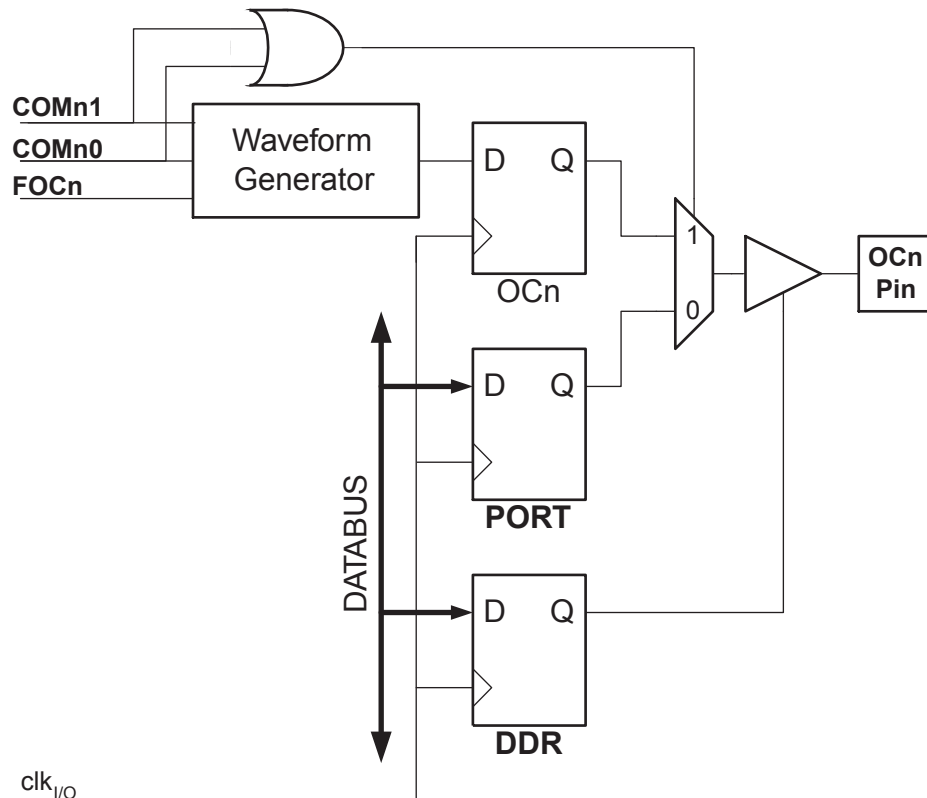 COMn1
COMn0
FOCn
Waveform
Generator
D Q
OCn
1
0
OCn
Pin
D Q
PORT
DATABUS
D Q
DDR
clkI/O